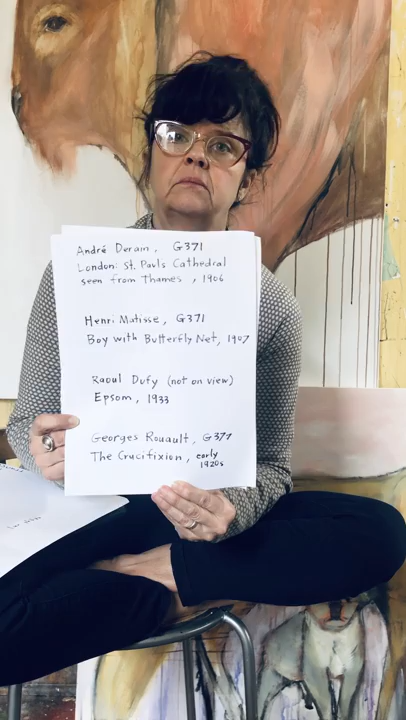 André Derain, G371
London: St. Pauls Cathedral
seen from Thames, 1906
Henri Matisse, G371
Boy with Butterfly Net, 1907
Raoul Dufy (not on view)
Epsom, 1933
Georges Rouault, G371
The Crucifixion, early
1920s